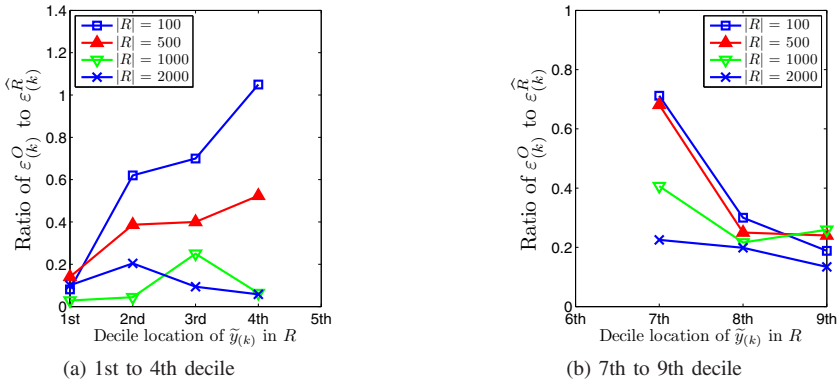 Ratio of ε^O_(k) to ε̂^R_(k)
1.4
1.2
1
0.8
0.6
0.4
0.2
0
|R| = 100
|R| = 500
|R| = 1000
|R| = 2000
1st 2nd 3rd 4th 5th
Decile location of ỹ_(k) in R
(a) 1st to 4th decile
Ratio of ε^O_(k) to ε̂^R_(k)
1
0.8
0.6
0.4
0.2
0
|R| = 100
|R| = 500
|R| = 1000
|R| = 2000
6th 7th 8th 9th
Decile location of ỹ_(k) in R
(b) 7th to 9th decile